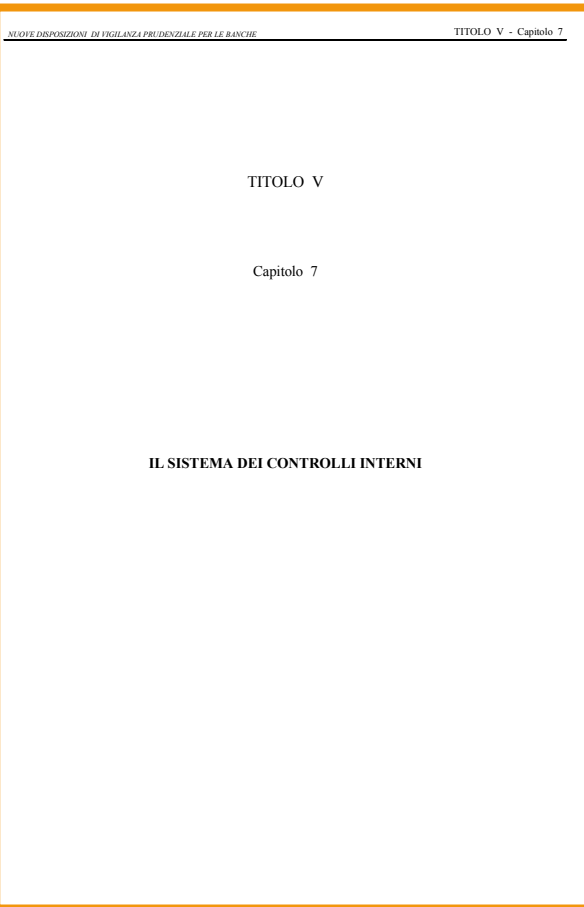 NUOVE DISPOSIZIONI DI VIGILANZA PRUDENZIALE PER LE BANCHE TITOLO V - Capitolo 7
TITOLO V
Capitolo 7
IL SISTEMA DEI CONTROLLI INTERNI